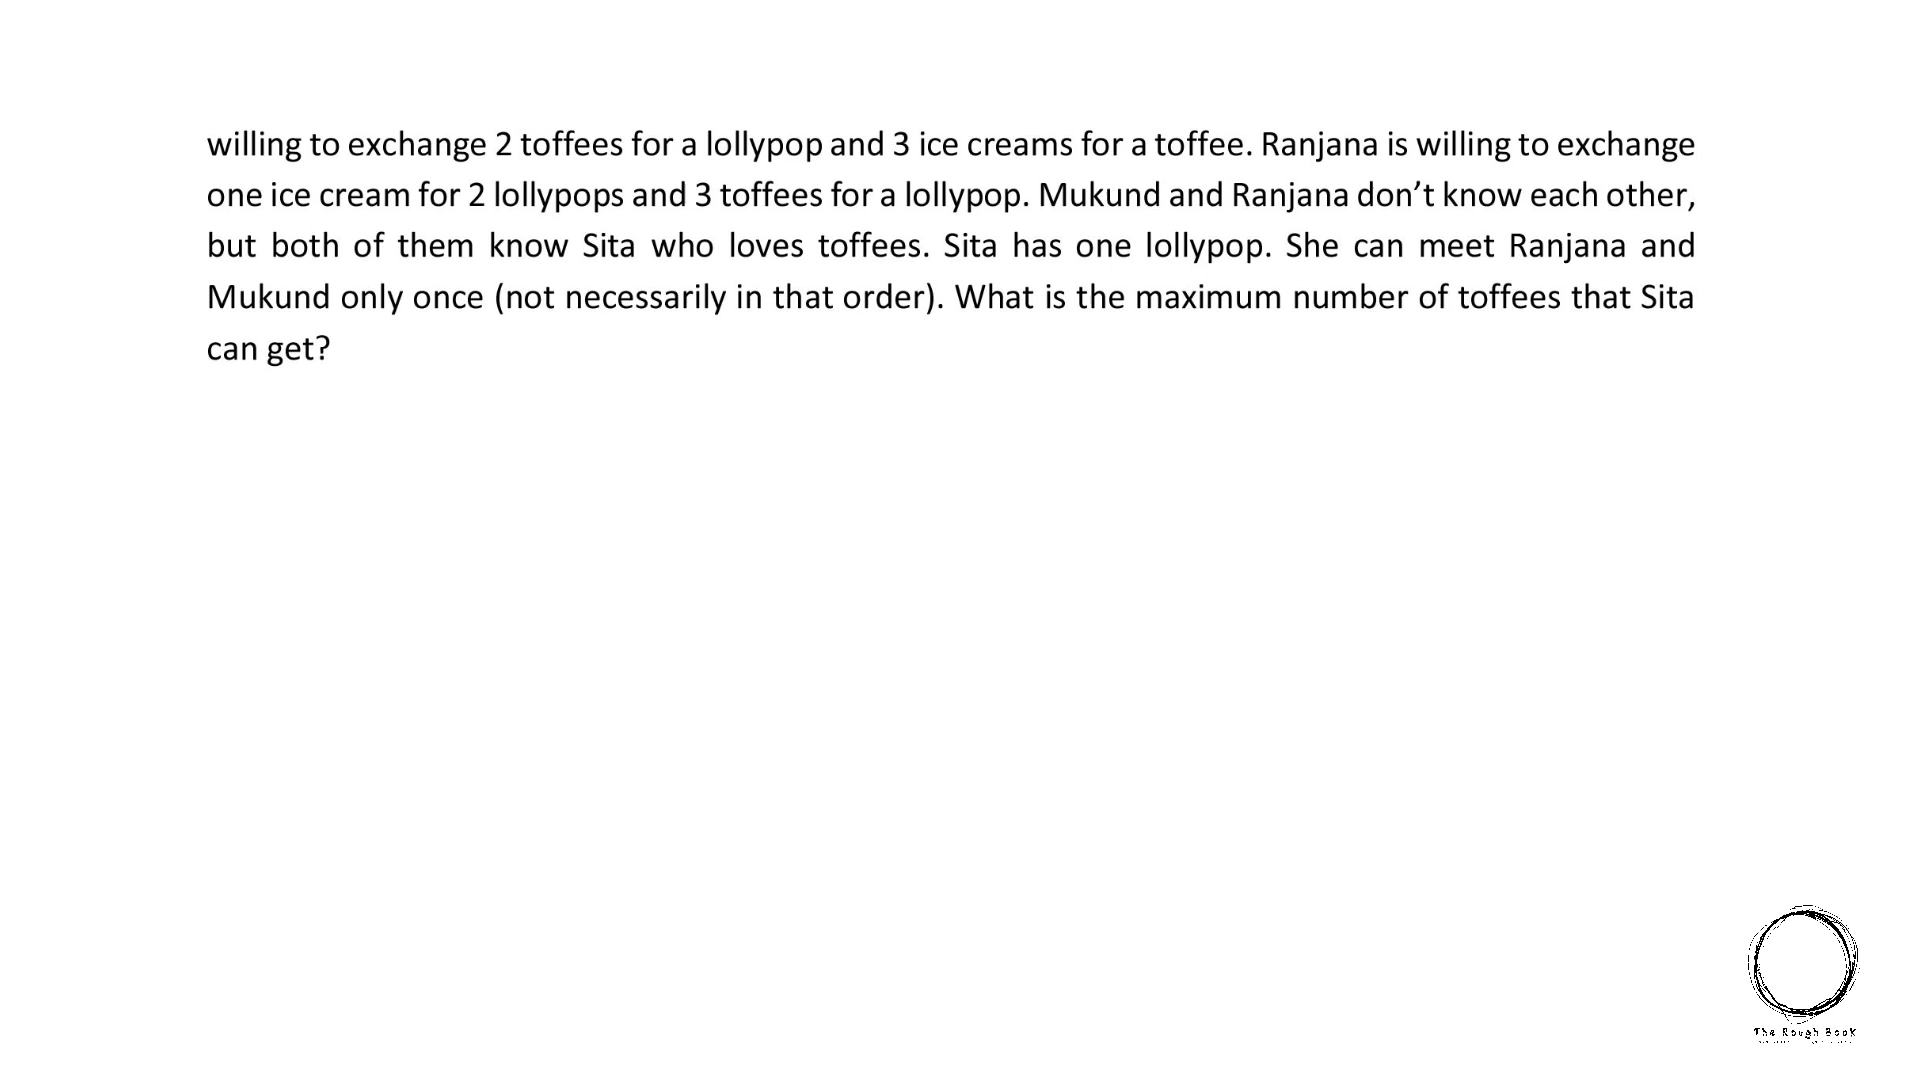 willing to exchange 2 toffees for a lollypop and 3 ice creams for a toffee. Ranjana is willing to exchange
one ice cream for 2 lollypops and 3 toffees for a lollypop. Mukund and Ranjana don’t know each other,
but both of them know Sita who loves toffees. Sita has one lollypop. She can meet Ranjana and
Mukund only once (not necessarily in that order). What is the maximum number of toffees that Sita
can get?
The Rough Book